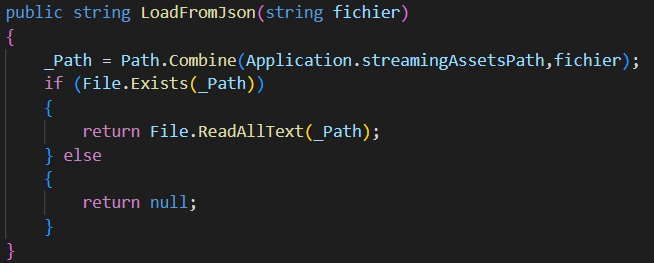 public string LoadFromJson(string fichier)
{
    _Path = Path.Combine(Application.streamingAssetsPath,fichier);
    if (File.Exists(_Path))
    {
        return File.ReadAllText(_Path);
    } else
    {
        return null;
    }
}